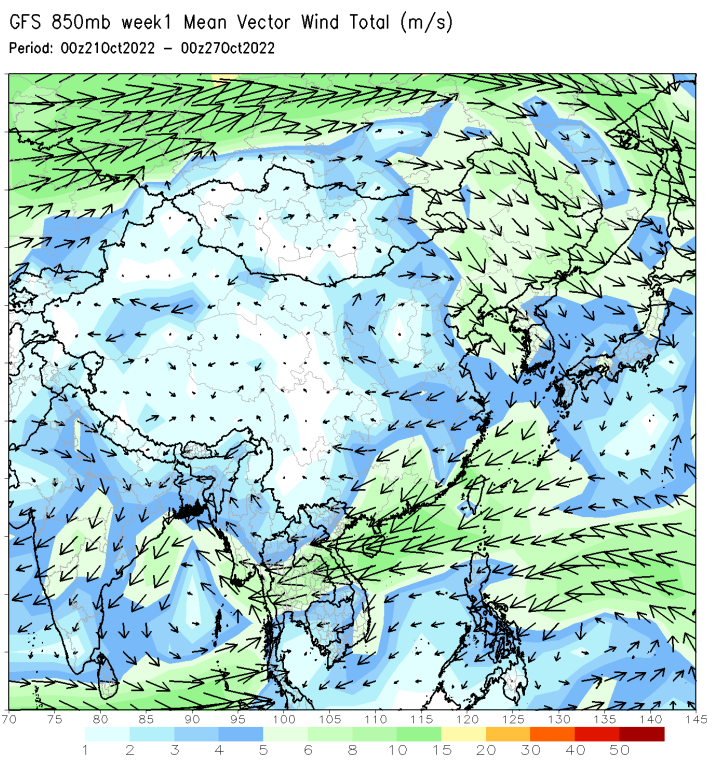 GFS 850mb week1 Mean Vector Wind Total (m/s)
Period: 00z21Oct2022 – 00z27Oct2022
70 75 80 85 90 95 100 105 110 115 120 125 130 135 140 145
1 2 3 4 5 6 8 10 15 20 30 40 50